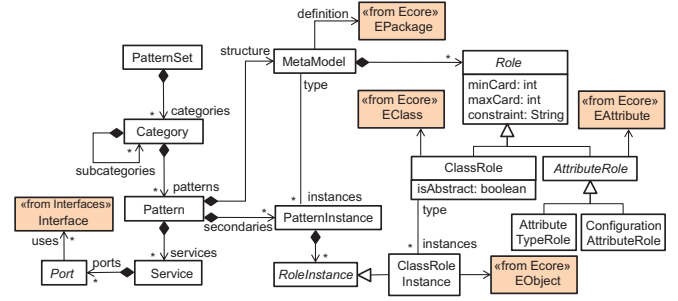 definition
«from Ecore»
EPackage
structure
PatternSet
MetaModel
*
Role
minCard: int
maxCard: int
constraint: String
type
* categories
Category
*
subcategories
«from Ecore»
EClass
«from Ecore»
EAttribute
ClassRole
isAbstract: boolean
AttributeRole
* patterns
* instances
«from Interfaces»
Interface
Pattern
secondaries
*
PatternInstance
type
Attribute
TypeRole
Configuration
AttributeRole
uses
*
* services
* instances
ports
Port
*
Service
*
RoleInstance
ClassRole
Instance
«from Ecore»
EObject